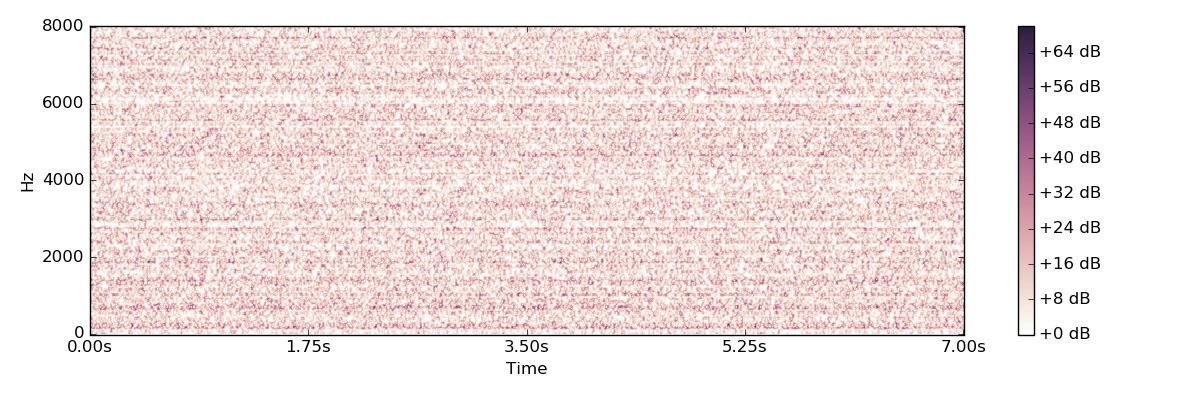 8000
6000
4000
2000
0
Hz
0.00s 1.75s 3.50s 5.25s 7.00s
Time
+64 dB
+56 dB
+48 dB
+40 dB
+32 dB
+24 dB
+16 dB
+8 dB
+0 dB